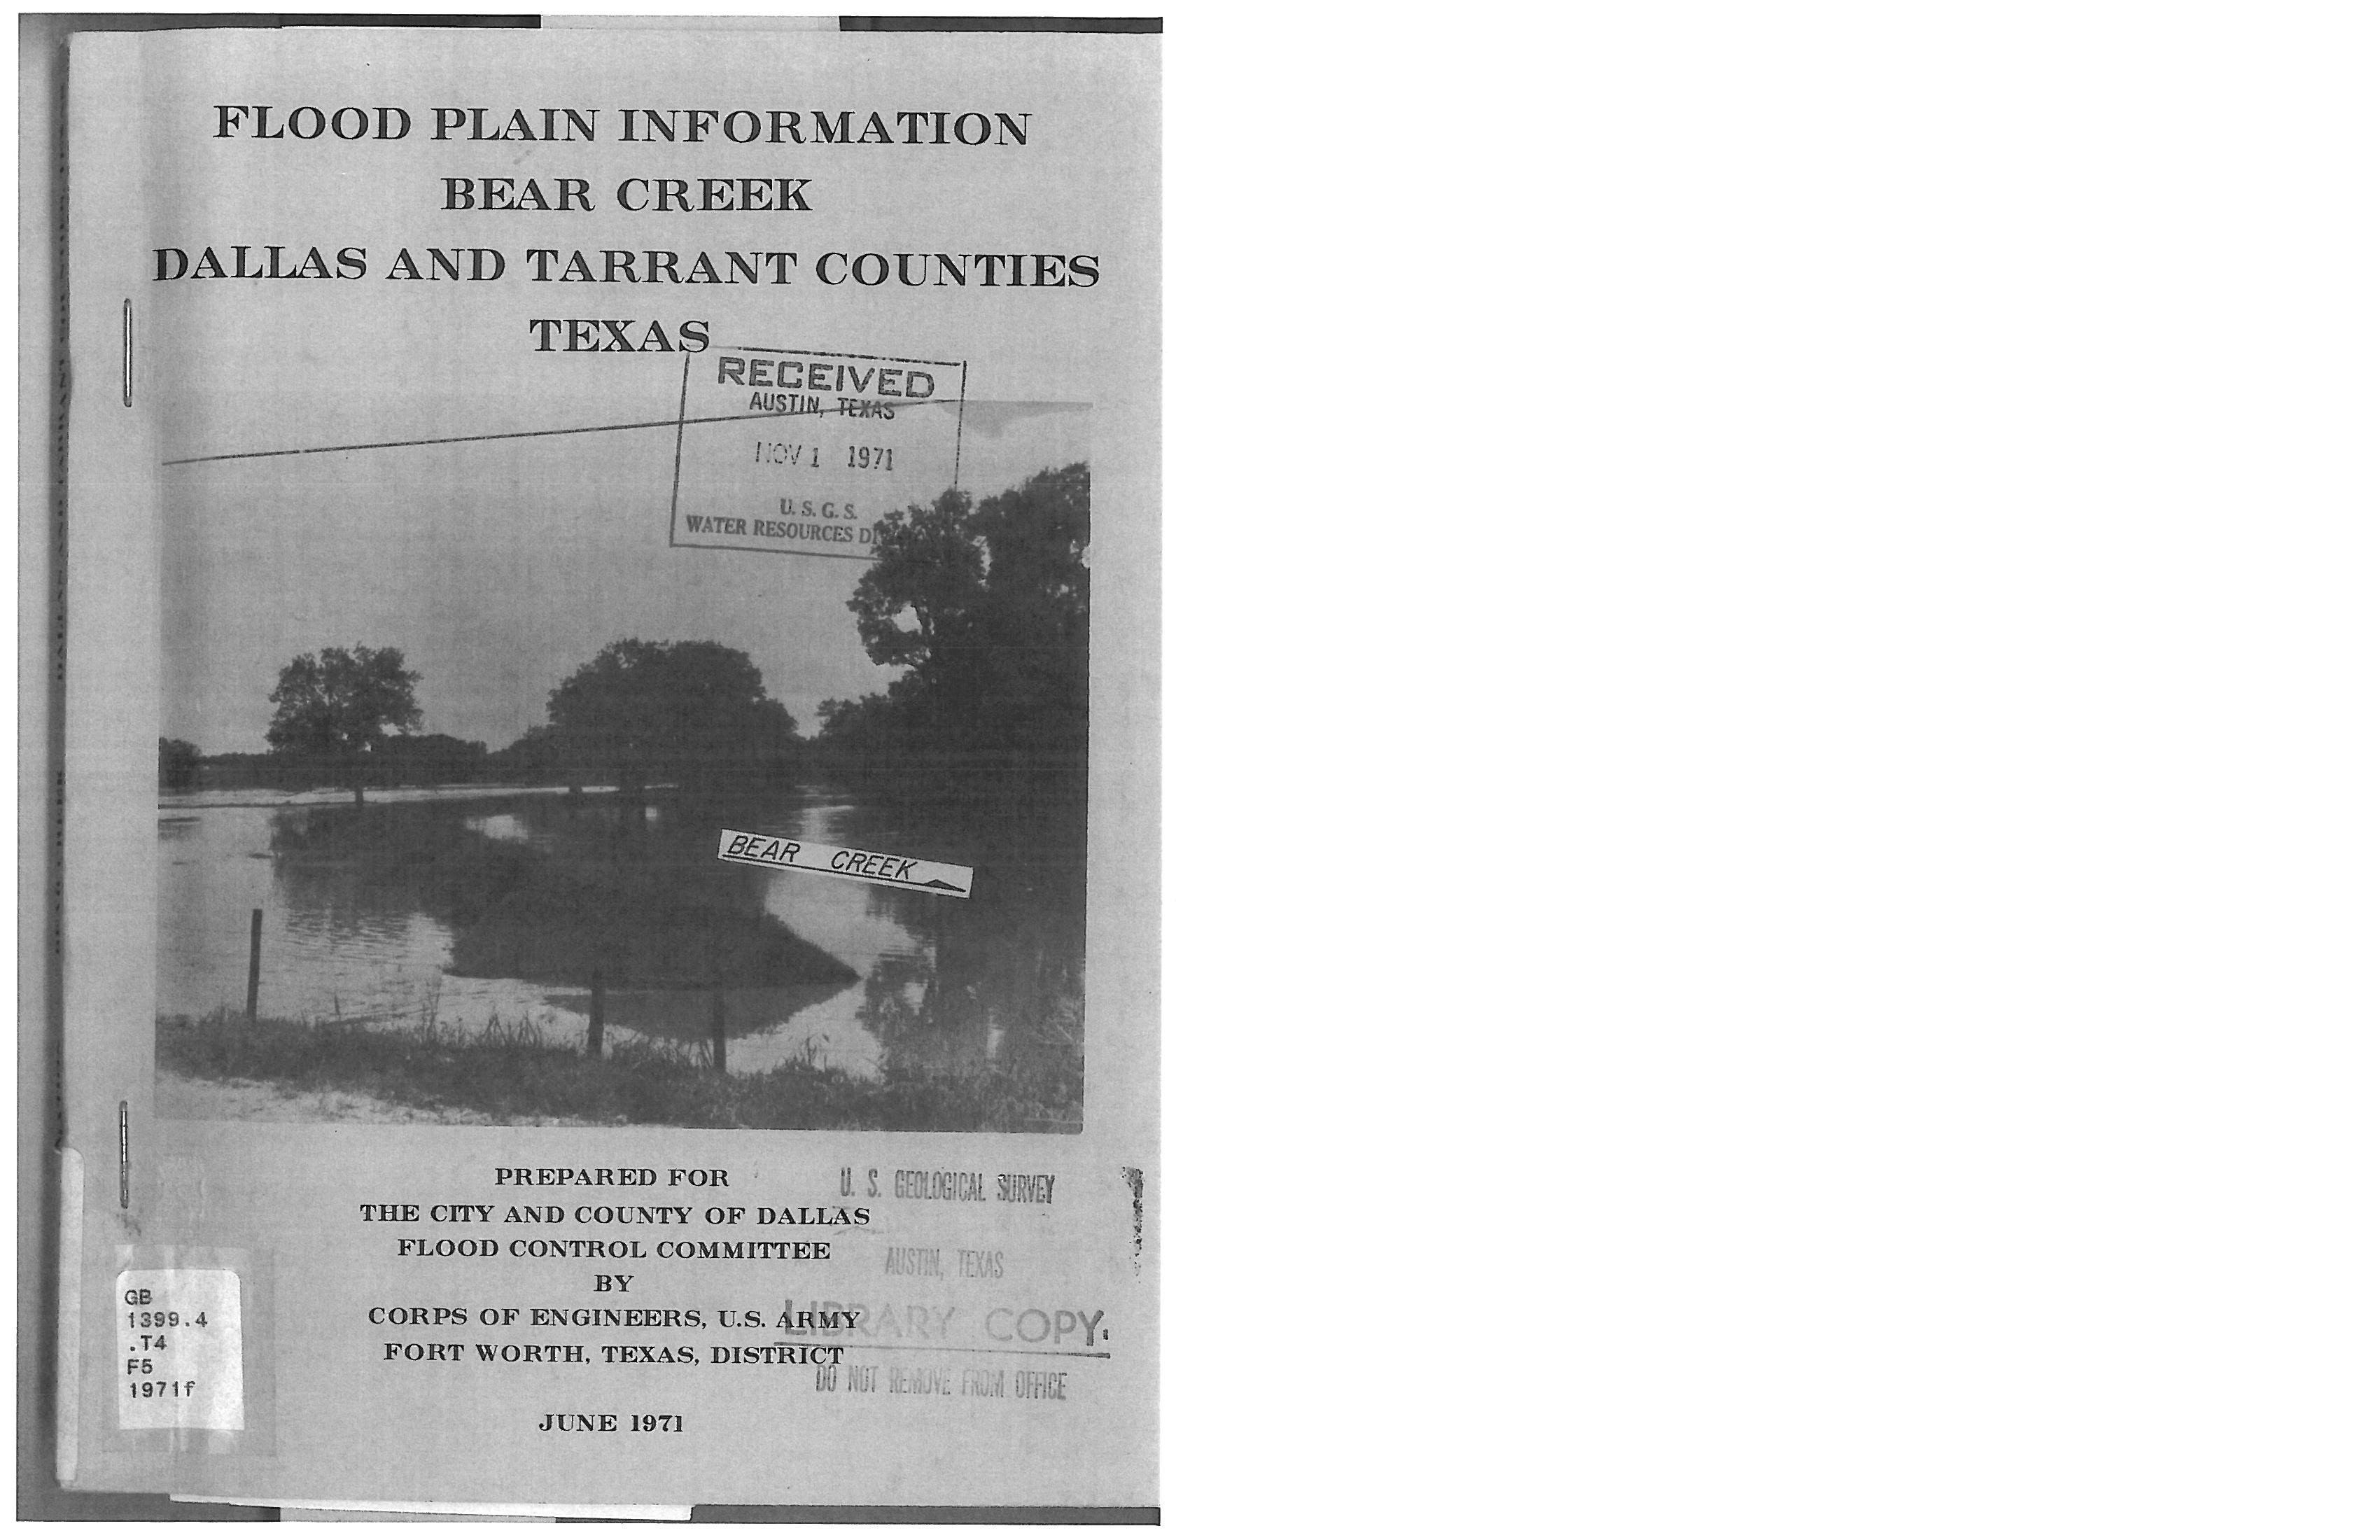 FLOOD PLAIN INFORMATION
BEAR CREEK
DALLAS AND TARRANT COUNTIES
TEXAS
RECEIVED
AUSTIN, TEXAS
NOV 1 1971
U. S. G. S.
WATER RESOURCES
BEAR CREEK
PREPARED FOR
THE CITY AND COUNTY OF DALLAS
FLOOD CONTROL COMMITTEE
BY
CORPS OF ENGINEERS, U.S. ARMY
FORT WORTH, TEXAS, DISTRICT
JUNE 1971
U. S. GEOLOGICAL SURVEY
AUSTIN, TEXAS
LIBRARY COPY.
DO NOT REMOVE FROM OFFICE
GB
1399.4
.T4
F5
1971f